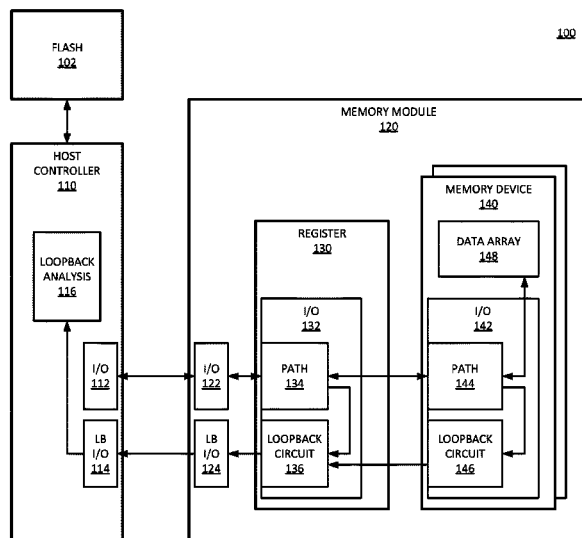 FLASH
102
100
MEMORY MODULE
120
HOST
CONTROLLER
110
MEMORY DEVICE
140
REGISTER
130
DATA ARRAY
148
LOOPBACK
ANALYSIS
116
I/O
132
I/O
142
I/O
112
I/O
122
PATH
134
PATH
144
LB
I/O
114
LB
I/O
124
LOOPBACK
CIRCUIT
136
LOOPBACK
CIRCUIT
146